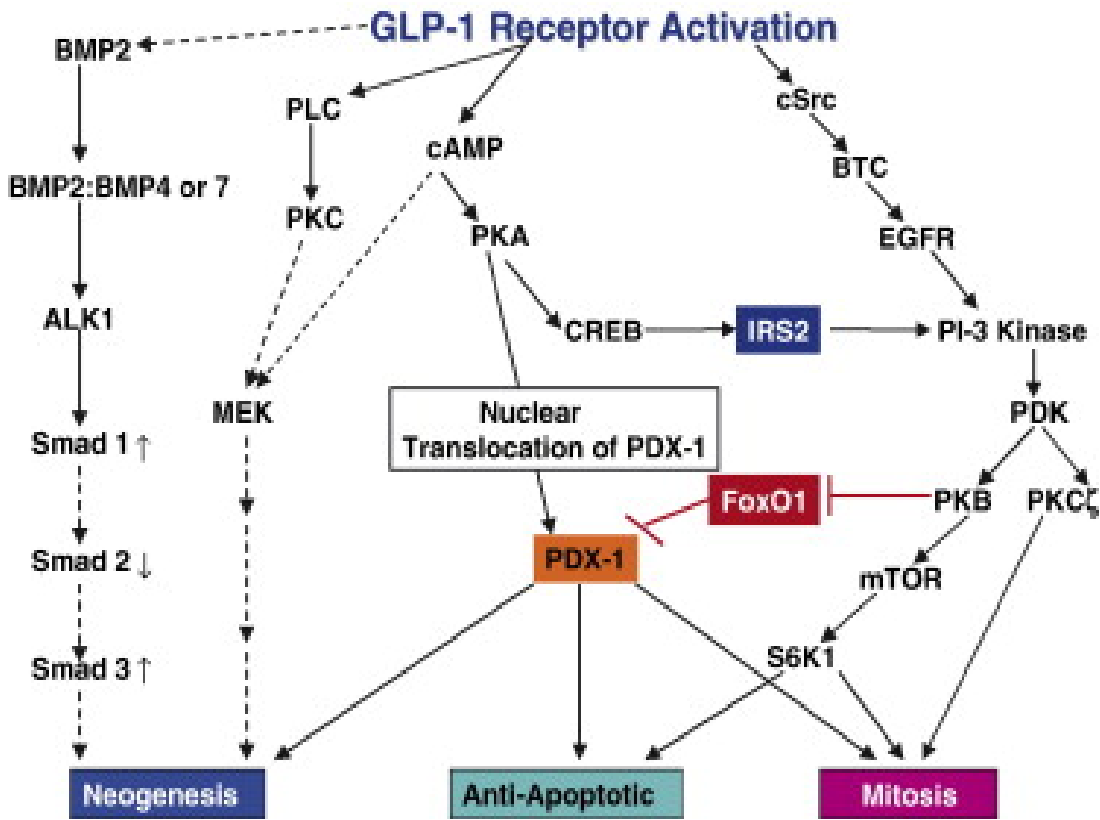 GLP-1 Receptor Activation
BMP2
PLC
cSrc
cAMP
BTC
BMP2:BMP4 or 7
PKC
PKA
EGFR
ALK1
CREB
IRS2
PI-3 Kinase
MEK
Nuclear
Translocation of PDX-1
PDK
Smad 1 ↑
FoxO1
PKB
PKCζ
Smad 2 ↓
PDX-1
mTOR
Smad 3 ↑
S6K1
Neogenesis
Anti-Apoptotic
Mitosis